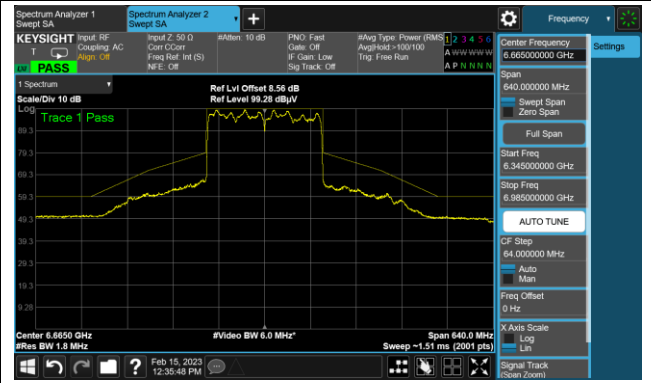 Spectrum Analyzer 1
Swept SA
Spectrum Analyzer 2
Swept SA
Frequency
KEYSIGHT
T
PASS
Input: RF
Coupling: AC
Align: Off
Input Z: 50 Ω
Corr CCorr
Freq Ref: Int (S)
NFE: Off
#Atten: 10 dB
PNO: Fast
Gate: Off
IF Gain: Low
Sig Track: Off
#Avg Type: Power (RMS
Avg|Hold:>100/100
Trig: Free Run
1 2 3 4 5 6
A W W W W W
A P N N N N
1 Spectrum
Scale/Div 10 dB
Ref Lvl Offset 8.56 dB
Ref Level 99.28 dBµV
Log
Trace 1 Pass
89.3
79.3
69.3
59.3
49.3
39.3
29.3
19.3
9.28
Center 6.6650 GHz
#Res BW 1.8 MHz
#Video BW 6.0 MHz*
Span 640.0 MHz
Sweep ~1.51 ms (2001 pts)
Center Frequency
6.665000000 GHz
Settings
Span
640.000000 MHz
Swept Span
Zero Span
Full Span
Start Freq
6.345000000 GHz
Stop Freq
6.985000000 GHz
AUTO TUNE
CF Step
64.000000 MHz
Auto
Man
Freq Offset
0 Hz
X Axis Scale
Log
Lin
Signal Track
(Span Zoom)
?
Feb 15, 2023
12:35:48 PM